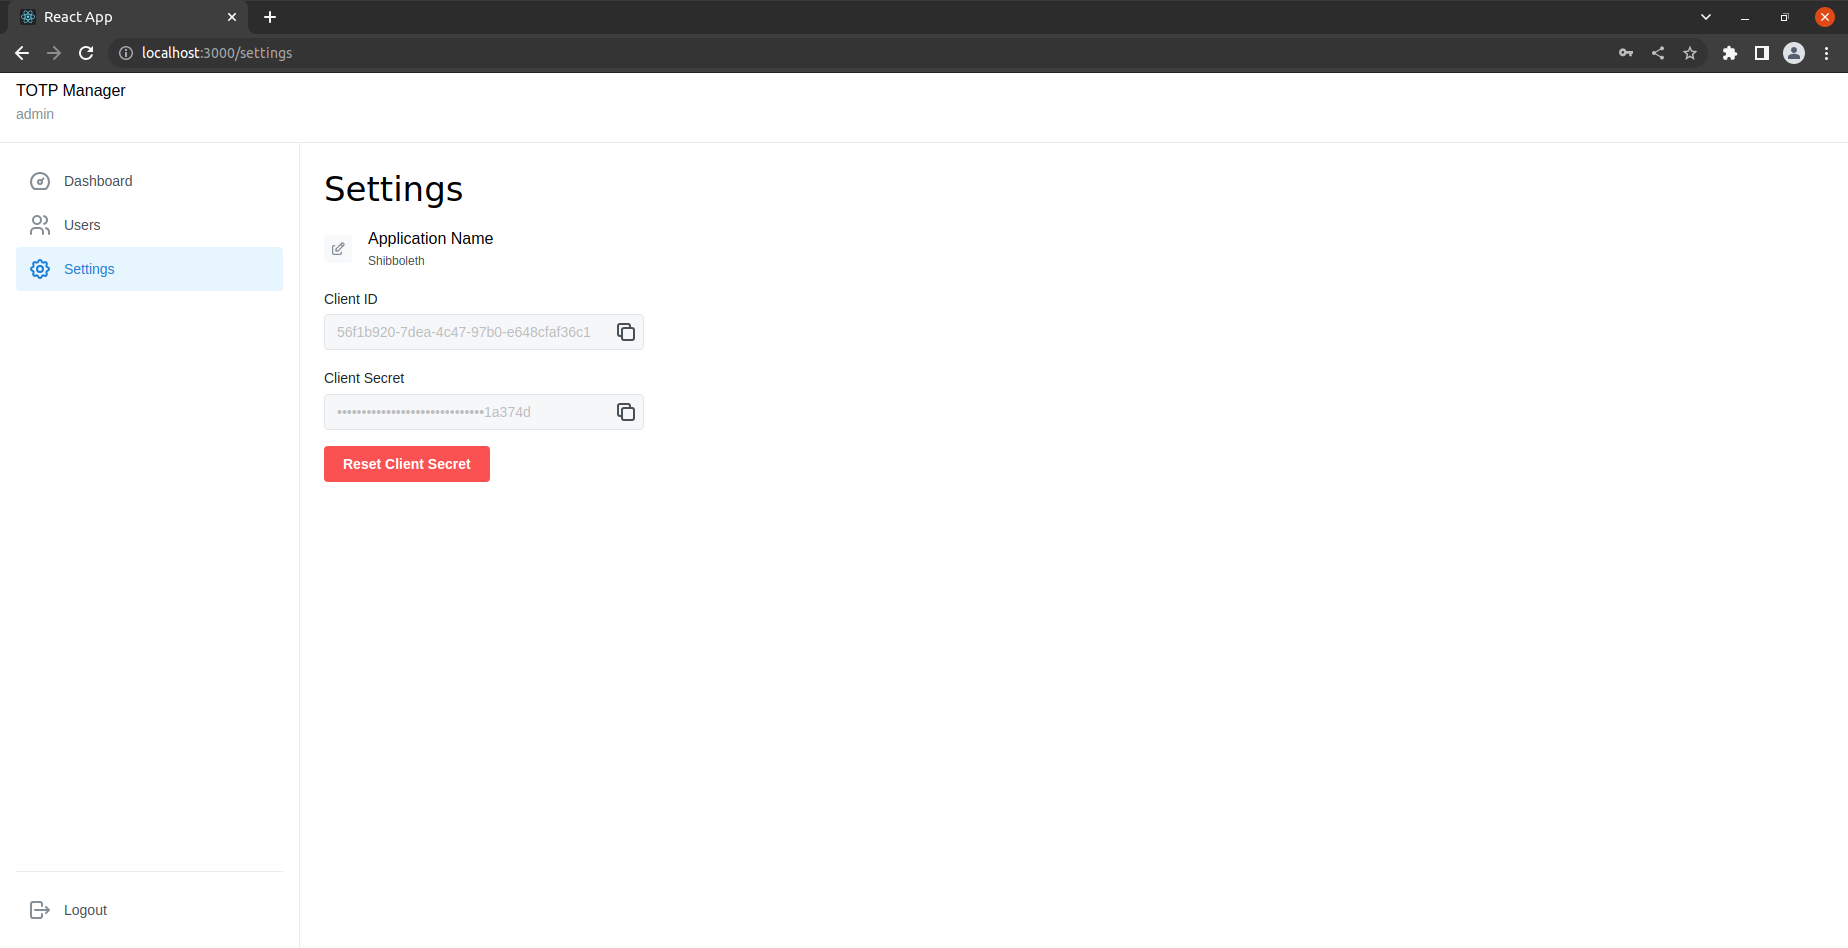 React App
localhost:3000/settings
TOTP Manager
admin
Dashboard
Users
Settings
Logout
Settings
Application Name
Shibboleth
Client ID
56f1b920-7dea-4c47-97b0-e648cfaf36c1
Client Secret
••••••••••••••••••••••••••••••1a374d
Reset Client Secret